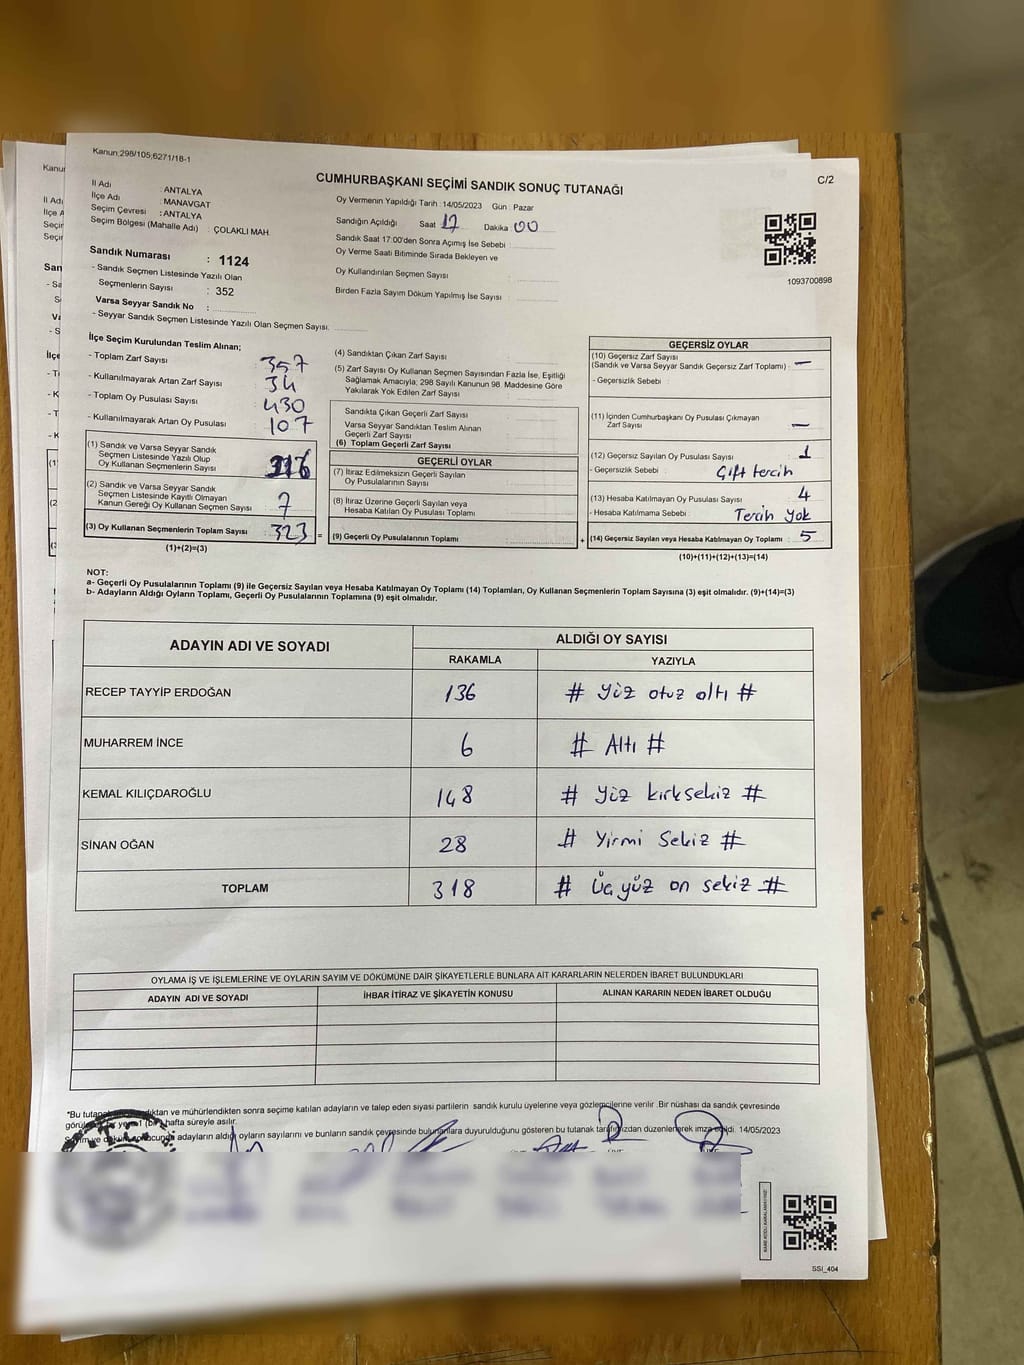 Kanun;298/105;6271/18-1
CUMHURBAŞKANI SEÇİMİ SANDIK SONUÇ TUTANAĞI
C/2
İl Adı : ANTALYA
İlçe Adı : MANAVGAT
Seçim Çevresi : ANTALYA
Seçim Bölgesi (Mahalle Adı) : ÇOLAKLI MAH.
Oy Vermenin Yapıldığı Tarih : 14/05/2023 Gün : Pazar
Sandığın Açıldığı Saat 17 Dakika 00
Sandık Saat 17:00'den Sonra Açımış İse Sebebi :
Oy Verme Saati Bitiminde Sırada Bekleyen ve
Oy Kullandırılan Seçmen Sayısı :
Birden Fazla Sayım Döküm Yapılmış İse Sayısı :
1093700898
Sandık Numarası : 1124
- Sandık Seçmen Listesinde Yazılı Olan
Seçmenlerin Sayısı : 352
Varsa Seyyar Sandık No :
- Seyyar Sandık Seçmen Listesinde Yazılı Olan Seçmen Sayısı:
İlçe Seçim Kurulundan Teslim Alınan;
- Toplam Zarf Sayısı : 357
- Kullanılmayarak Artan Zarf Sayısı : 34
- Toplam Oy Pusulası Sayısı : 430
- Kullanılmayarak Artan Oy Pusulası : 107
(1) Sandık ve Varsa Seyyar Sandık
Seçmen Listesinde Yazılı Olup
Oy Kullanan Seçmenlerin Sayısı : 316
(2) Sandık ve Varsa Seyyar Sandık
Seçmen Listesinde Kayıtlı Olmayan
Kanun Gereği Oy Kullanan Seçmen Sayısı : 7
(3) Oy Kullanan Seçmenlerin Toplam Sayısı : 323
(1)+(2)=(3)
(4) Sandıktan Çıkan Zarf Sayısı :
(5) Zarf Sayısı Oy Kullanan Seçmen Sayısından Fazla İse, Eşitliği
Sağlamak Amacıyla; 298 Sayılı Kanunun 98. Maddesine Göre
Yakılarak Yok Edilen Zarf Sayısı :
Sandıkta Çıkan Geçerli Zarf Sayısı :
Varsa Seyyar Sandıktan Teslim Alınan
Geçerli Zarf Sayısı :
(6) Toplam Geçerli Zarf Sayısı :
GEÇERLİ OYLAR
(7) İtiraz Edilmeksizin Geçerli Sayılan
Oy Pusulalarının Sayısı :
(8) İtiraz Üzerine Geçerli Sayılan veya
Hesaba Katılan Oy Pusulası Toplamı :
= (9) Geçerli Oy Pusulalarının Toplamı :
GEÇERSİZ OYLAR
(10) Geçersiz Zarf Sayısı
(Sandık ve Varsa Seyyar Sandık Geçersiz Zarf Toplamı) : —
- Geçersizlik Sebebi :
(11) İçinden Cumhurbaşkanı Oy Pusulası Çıkmayan
Zarf Sayısı : —
(12) Geçersiz Sayılan Oy Pusulası Sayısı : 1
- Geçersizlik Sebebi : Çift tercih
(13) Hesaba Katılmayan Oy Pusulası Sayısı : 4
- Hesaba Katılmama Sebebi : Tercih yok
+ (14) Geçersiz Sayılan veya Hesaba Katılmayan Oy Toplamı : 5
(10)+(11)+(12)+(13)=(14)
NOT:
a- Geçerli Oy Pusulalarının Toplamı (9) ile Geçersiz Sayılan veya Hesaba Katılmayan Oy Toplamı (14) Toplamları, Oy Kullanan Seçmenlerin Toplam Sayısına (3) eşit olmalıdır. (9)+(14)=(3)
b- Adayların Aldığı Oyların Toplamı, Geçerli Oy Pusulalarının Toplamına (9) eşit olmalıdır.
ADAYIN ADI VE SOYADI
ALDIĞI OY SAYISI
RAKAMLA YAZIYLA
RECEP TAYYİP ERDOĞAN 136 # Yüz otuz altı #
MUHARREM İNCE 6 # Altı #
KEMAL KILIÇDAROĞLU 148 # Yüz kırksekiz #
SİNAN OĞAN 28 # Yirmi Sekiz #
TOPLAM 318 # Üç yüz on sekiz #
OYLAMA İŞ VE İŞLEMLERİNE VE OYLARIN SAYIM VE DÖKÜMÜNE DAİR ŞİKAYETLERLE BUNLARA AİT KARARLARIN NELERDEN İBARET BULUNDUKLARI
ADAYIN ADI VE SOYADI İHBAR İTİRAZ VE ŞİKAYETİN KONUSU ALINAN KARARIN NEDEN İBARET OLDUĞU
*Bu ve mühürlendikten sonra seçime katılan adayların ve talep eden siyasi partilerin sandık kurulu üyelerine veya gözlemcilerine verilir. Bir nüshası da sandık çevresinde
hafta süreyle asılır.
adayların aldığı oyların sayılarını ve bunların sandık çevresinde bulunanlara duyurulduğunu gösteren bu tutanak tarafımızdan düzenlenerek imza edildi. 14/05/2023
KARE KODU KARALAMAYINIZ
SSİ_404